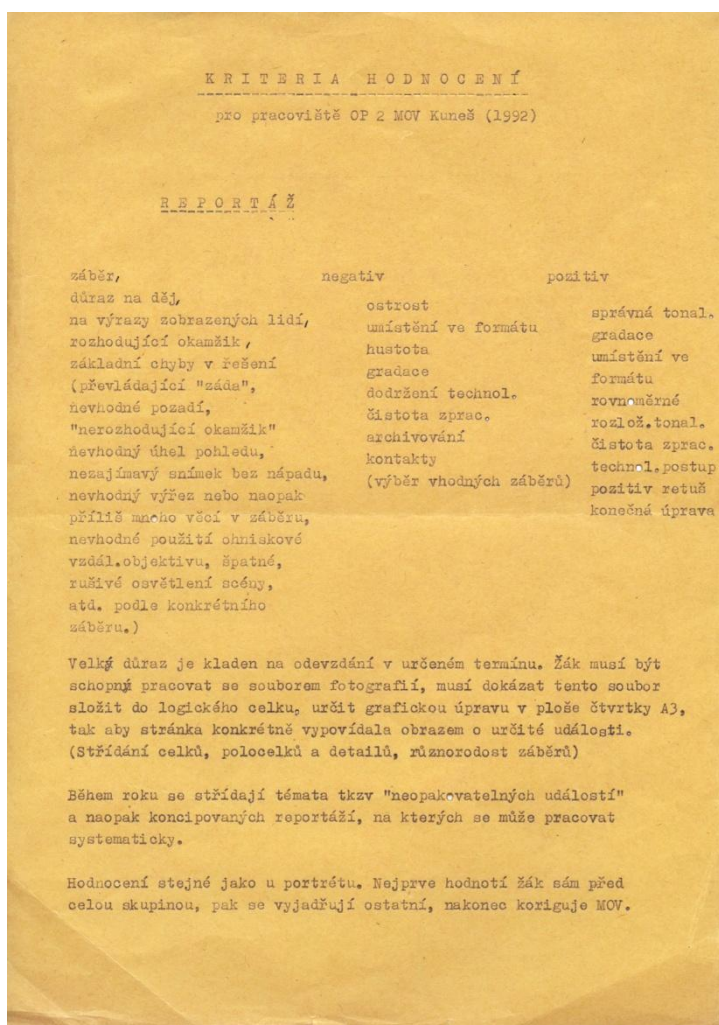 KRITERIA HODNOCENÍ
pro pracoviště OP 2 MOV Kuneš (1992)
REPORTÁŽ
záběr,
důraz na děj,
na výrazy zobrazených lidí,
rozhodující okamžik,
základní chyby v řešení
(převládající "záda",
nevhodné pozadí,
"nerozhodující okamžik"
nevhodný úhel pohledu,
nezajímavý snímek bez nápadu,
nevhodný výřez nebo naopak
příliš mnoho věcí v záběru,
nevhodné použití ohniskové
vzdál.objektivu, špatné,
rušivé osvětlení scény,
atd. podle konkrétního
záběru.)
negativ
ostrost
umístění ve formátu
hustota
gradace
dodržení technol.
čistota zprac.
archivování
kontakty
(výběr vhodných záběrů)
pozitiv
správná tonal.
gradace
umístění ve
formátu
rovnoměrné
rozlož.tonal.
čistota zprac.
technol.postup
pozitiv retuš
konečná úprava
Velký důraz je kladen na odevzdání v určeném termínu. Žák musí být
schopný pracovat se souborem fotografií, musí dokázat tento soubor
složit do logického celku, určit grafickou úpravu v ploše čtvrtky A3,
tak aby stránka konkrétně vypovídala obrazem o určité události.
(Střídání celků, polocelků a detailů, různorodost záběrů)
Během roku se střídají témata tkzv "neopakovatelných událostí"
a naopak koncipovaných reportáží, na kterých se může pracovat
systematicky.
Hodnocení stejné jako u portrétu. Nejprve hodnotí žák sám před
celou skupinou, pak se vyjadřují ostatní, nakonec koriguje MOV.